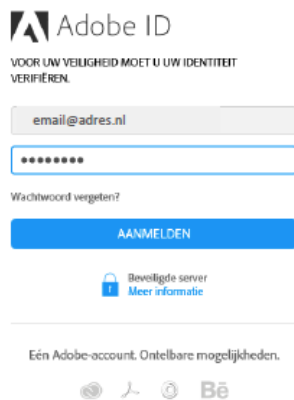 Adobe ID
VOOR UW VEILIGHEID MOET U UW IDENTITEIT
VERIFIËREN.
email@adres.nl
••••••••
Wachtwoord vergeten?
AANMELDEN
Beveiligde server
Meer informatie
Eén Adobe-account. Ontelbare mogelijkheden.
Bē